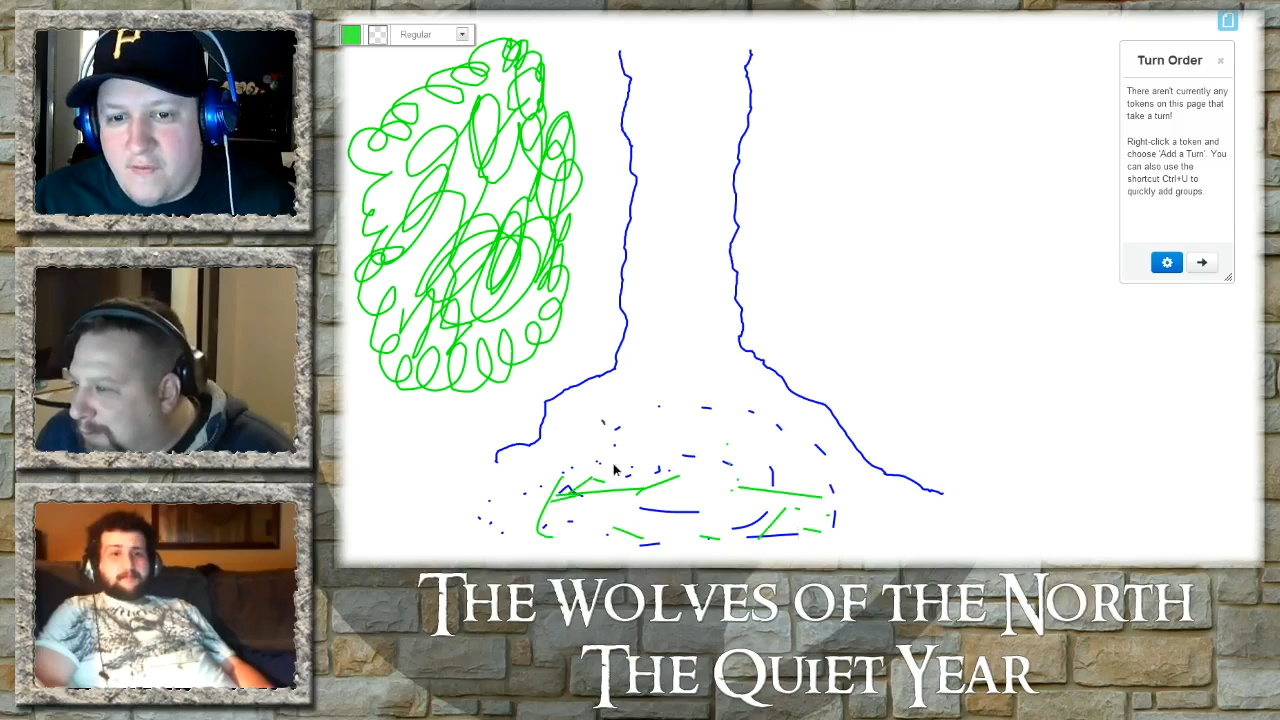 P
Regular
Turn Order ×
There aren't currently any
tokens on this page that
take a turn!
Right-click a token and
choose 'Add a Turn'. You
can also use the
shortcut Ctrl+U to
quickly add groups.
THE WOLVES OF THE NORTH
THE QUIET YEAR